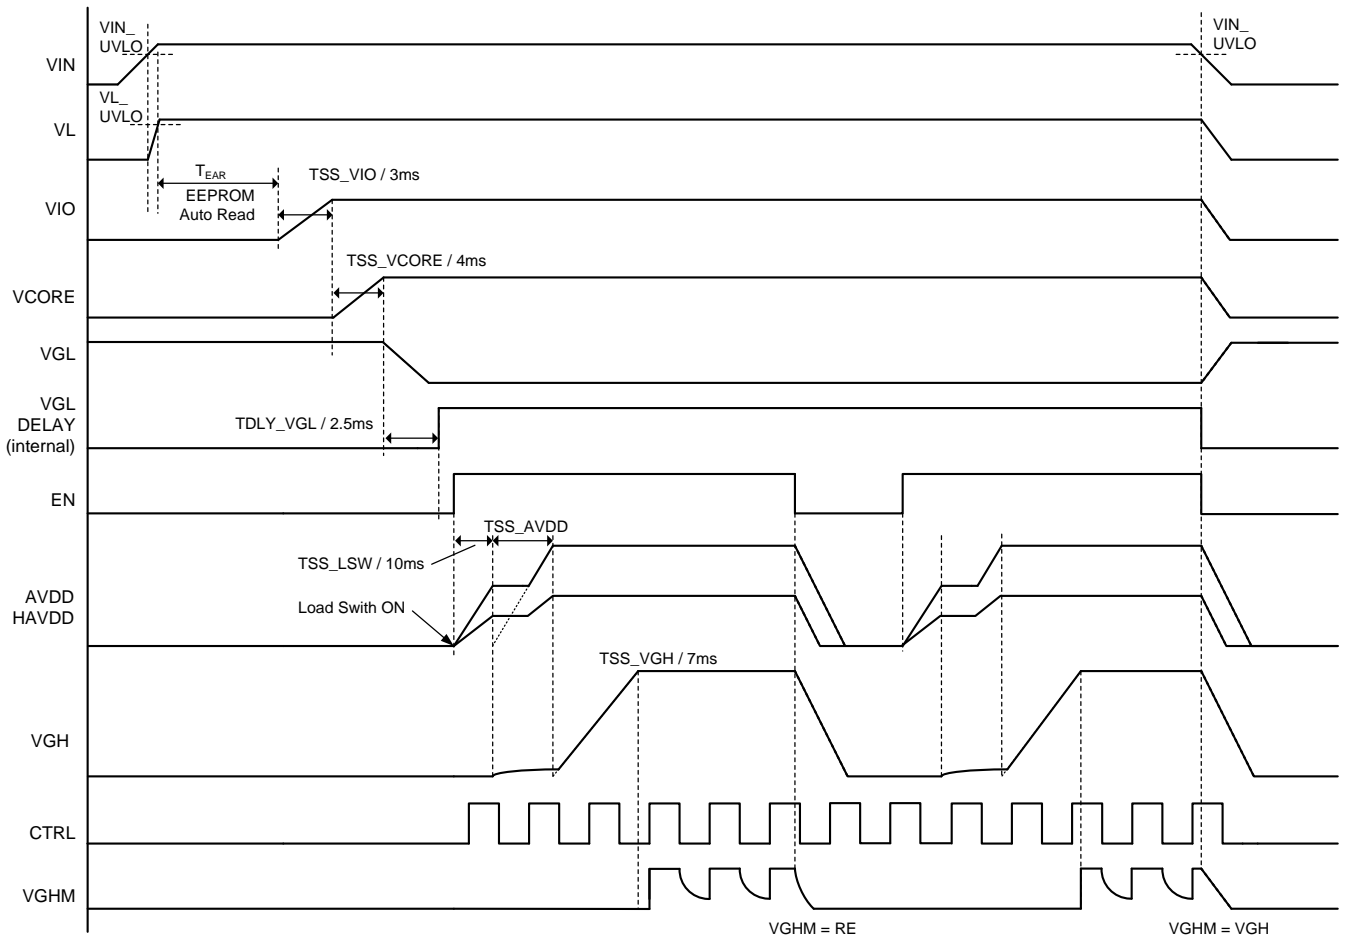 VIN_
UVLO
VIN_
UVLO
VIN
VL_
UVLO
VL
T_EAR
EEPROM
Auto Read
TSS_VIO / 3ms
VIO
TSS_VCORE / 4ms
VCORE
VGL
VGL
DELAY
(internal)
TDLY_VGL / 2.5ms
EN
TSS_AVDD
TSS_LSW / 10ms
Load Swith ON
AVDD
HAVDD
TSS_VGH / 7ms
VGH
CTRL
VGHM
VGHM = RE
VGHM = VGH